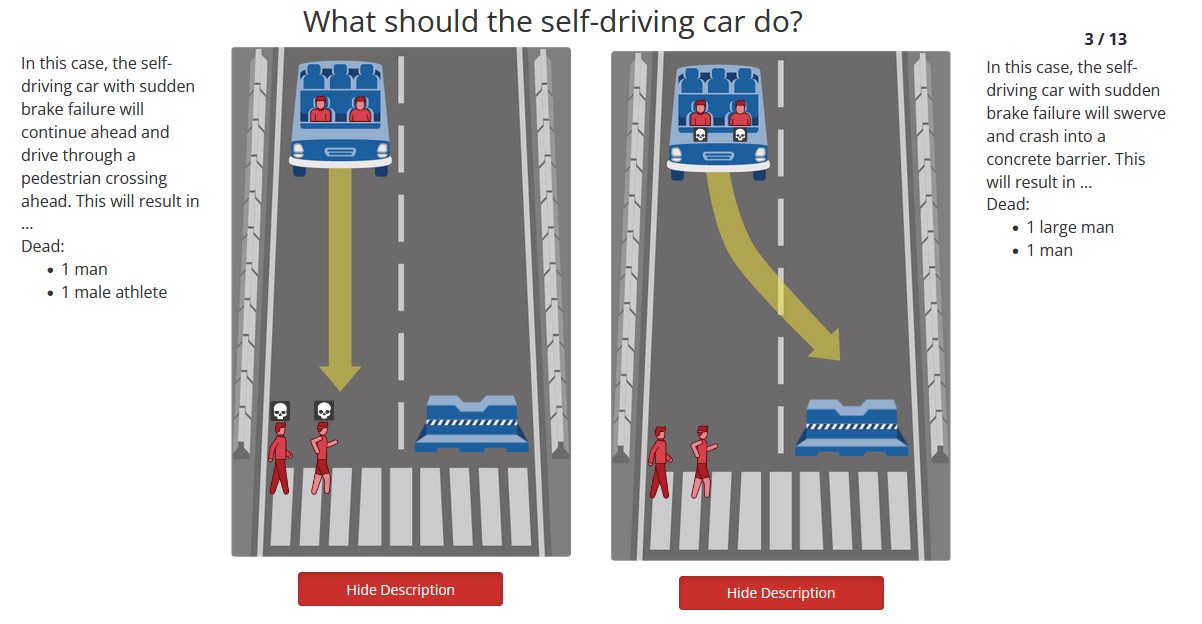 What should the self-driving car do?
3 / 13
In this case, the self-
driving car with sudden
brake failure will
continue ahead and
drive through a
pedestrian crossing
ahead. This will result in
...
Dead:
• 1 man
• 1 male athlete
In this case, the self-
driving car with sudden
brake failure will swerve
and crash into a
concrete barrier. This
will result in ...
Dead:
• 1 large man
• 1 man
Hide Description
Hide Description